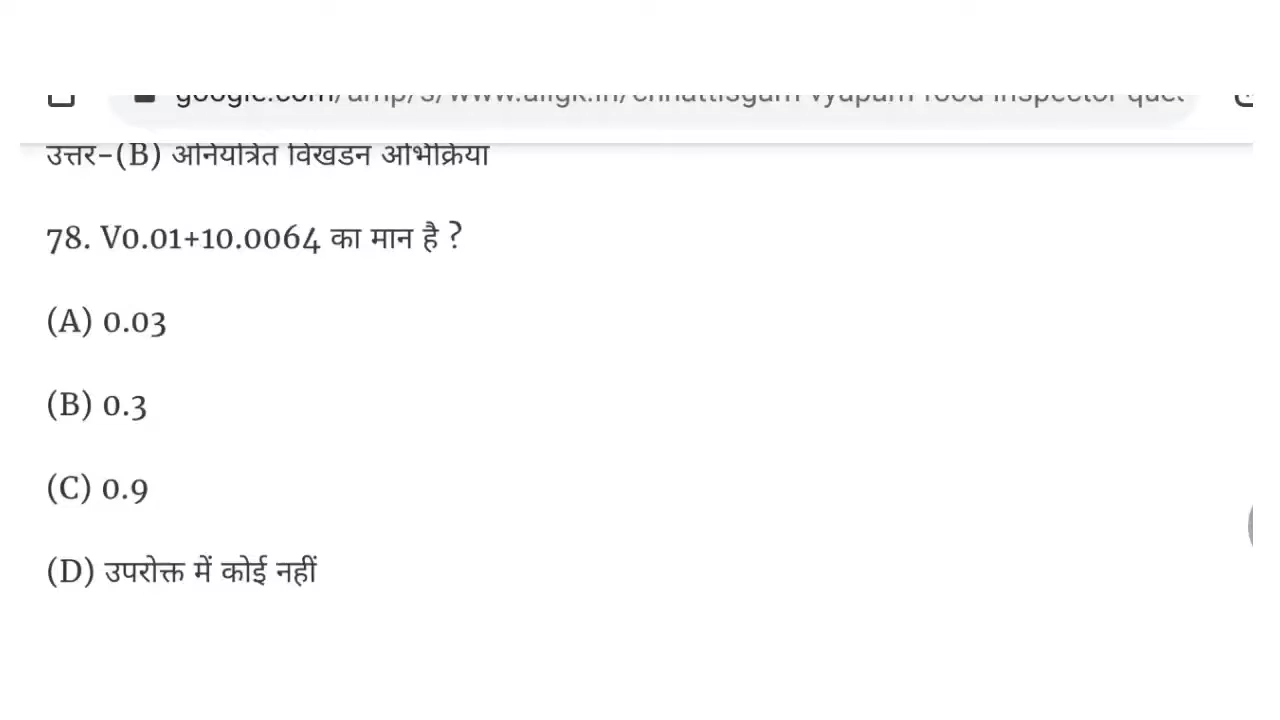 उत्तर-(B) अनियंत्रित विखंडन अभिक्रिया
78. V0.01+10.0064 का मान है ?
(A) 0.03
(B) 0.3
(C) 0.9
(D) उपरोक्त में कोई नहीं